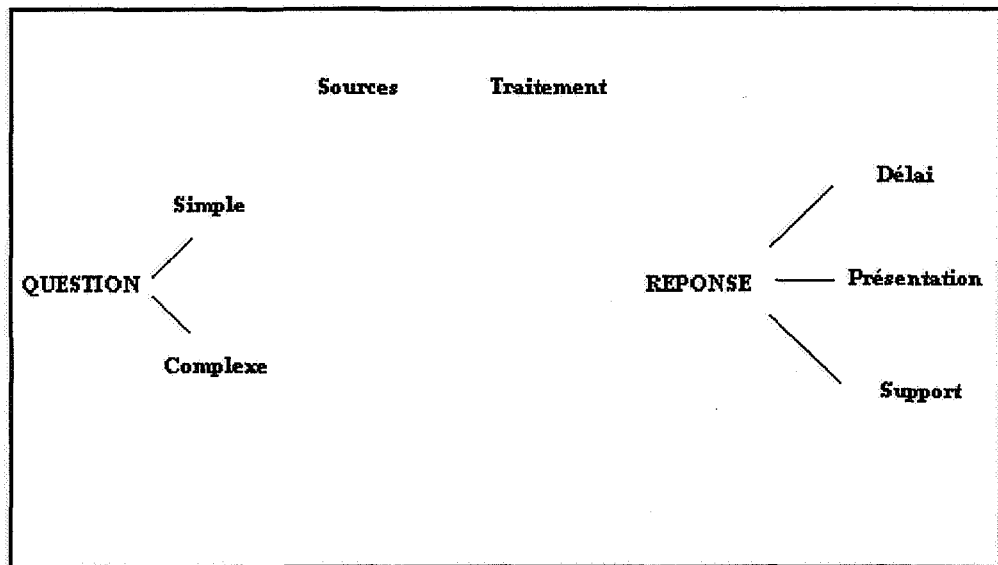 Sources Traitement
Simple
QUESTION
Complexe
REPONSE
Délai
Présentation
Support